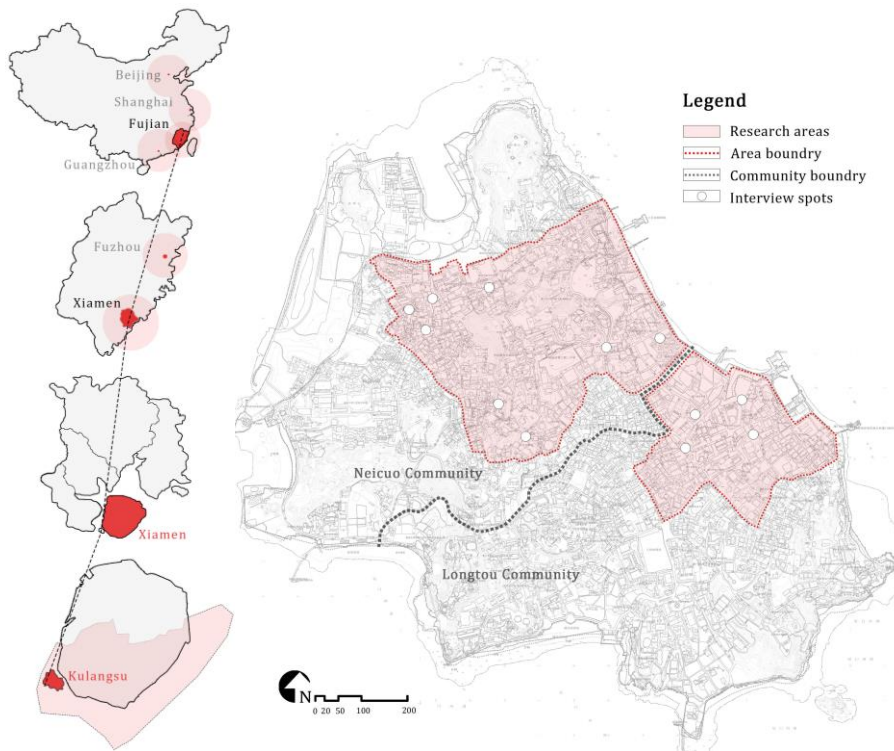 Beijing
Shanghai
Fujian
Guangzhou
Fuzhou
Xiamen
Xiamen
Kulangsu
Legend
Research areas
Area boundry
Community boundry
Interview spots
Neicuo Community
Longtou Community
N
0 20 50 100 200